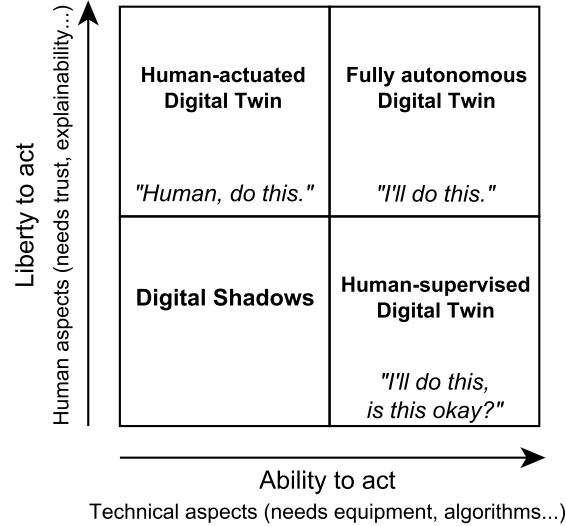 Liberty to act
Human aspects (needs trust, explainability...)
Human-actuated
Digital Twin
"Human, do this."
Fully autonomous
Digital Twin
"I'll do this."
Digital Shadows
Human-supervised
Digital Twin
"I'll do this,
is this okay?"
Ability to act
Technical aspects (needs equipment, algorithms...)